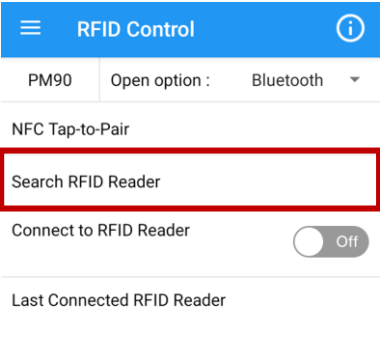 RFID Control
PM90 Open option : Bluetooth
NFC Tap-to-Pair
Search RFID Reader
Connect to RFID Reader Off
Last Connected RFID Reader